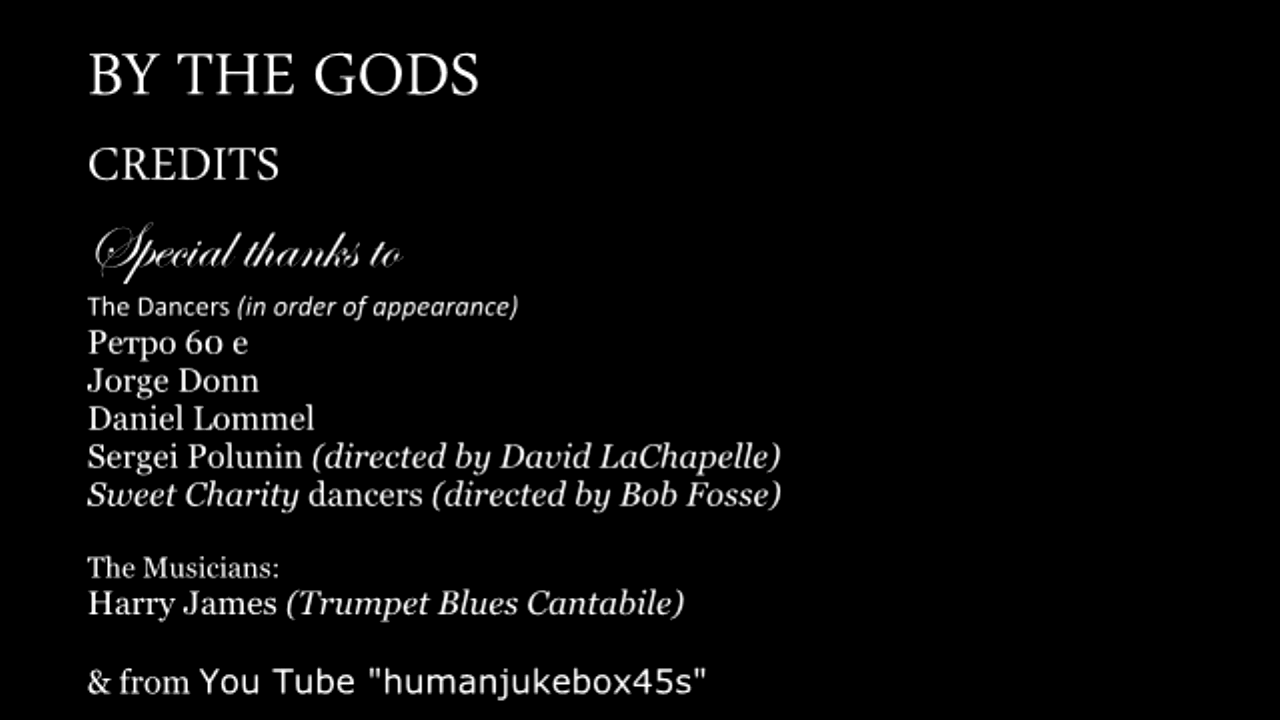 BY THE GODS
CREDITS
Special thanks to
The Dancers (in order of appearance)
Ретро 60 е
Jorge Donn
Daniel Lommel
Sergei Polunin (directed by David LaChapelle)
Sweet Charity dancers (directed by Bob Fosse)
The Musicians:
Harry James (Trumpet Blues Cantabile)
& from You Tube "humanjukebox45s"